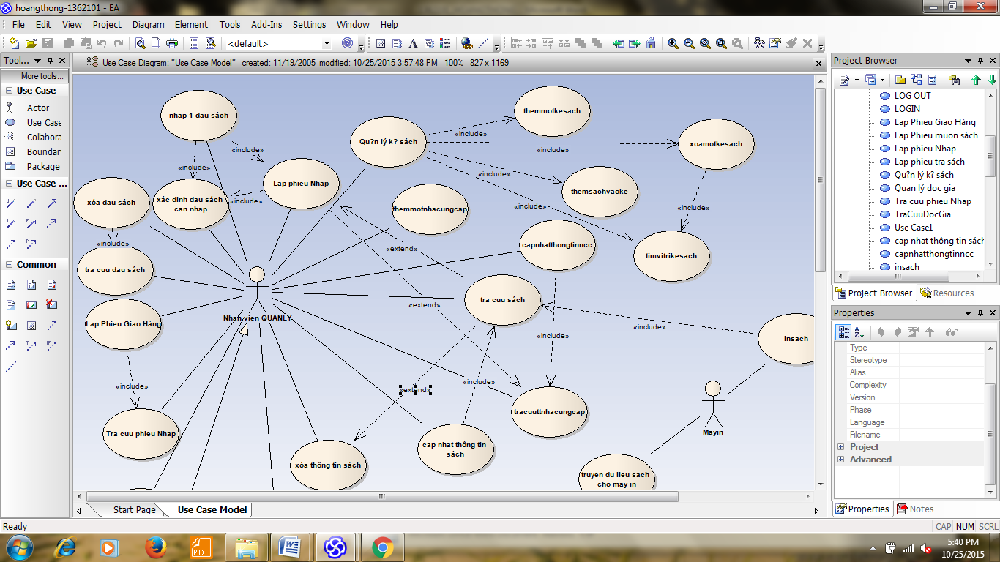 hoangthong-1362101 - EA
File Edit View Project Diagram Element Tools Add-Ins Settings Window Help
<default>
Tool...
More tools...
Use Case
Actor
Use Case
Collabora
Boundar
Package
Use Case ...
Common
Use Case Diagram: "Use Case Model" created: 11/19/2005 modified: 10/25/2015 3:57:48 PM 100% 827 x 1169
nhap 1 dau sách
themmotkesach
Qu?n lý k? sách
«include»
xoamotkesach
«include»
«include»
«include»
«include»
Lap phieu Nhap
themsachvaoke
xóa dau sách
xác dinh dau sách
can nhap
«include»
themmotnhacungcap
«include»
«include»
«include»
capnhatthongtinncc
«extend»
timvitrikesach
tra cuu dau sách
tra cuu sách
«extend»
Lap Phieu Giao Hàng
Nhan vien QUANLY
«include»
«include»
insach
«include»
«include»
«extend»
tracuuttnhacungcap
Tra cuu phieu Nhap
Mayin
cap nhat thông tin
sách
xóa thông tin sách
truyen du lieu sach
cho may in
Start Page
Use Case Model
Project Browser
LOG OUT
LOGIN
Lap Phieu Giao Hàng
Lap Phieu muon sách
Lap phieu Nhap
Lap phieu tra sách
Qu?n lý k? sách
Quan lý doc gia
Tra cuu phieu Nhap
TraCuuDocGia
Use Case1
cap nhat thông tin sách
capnhatthongtinncc
insach
Project Browser
Resources
Properties
Type
Stereotype
Alias
Complexity
Version
Phase
Language
Filename
Project
Advanced
Properties
Notes
Ready
CAP NUM SCRL
PDF
5:40 PM
10/25/2015